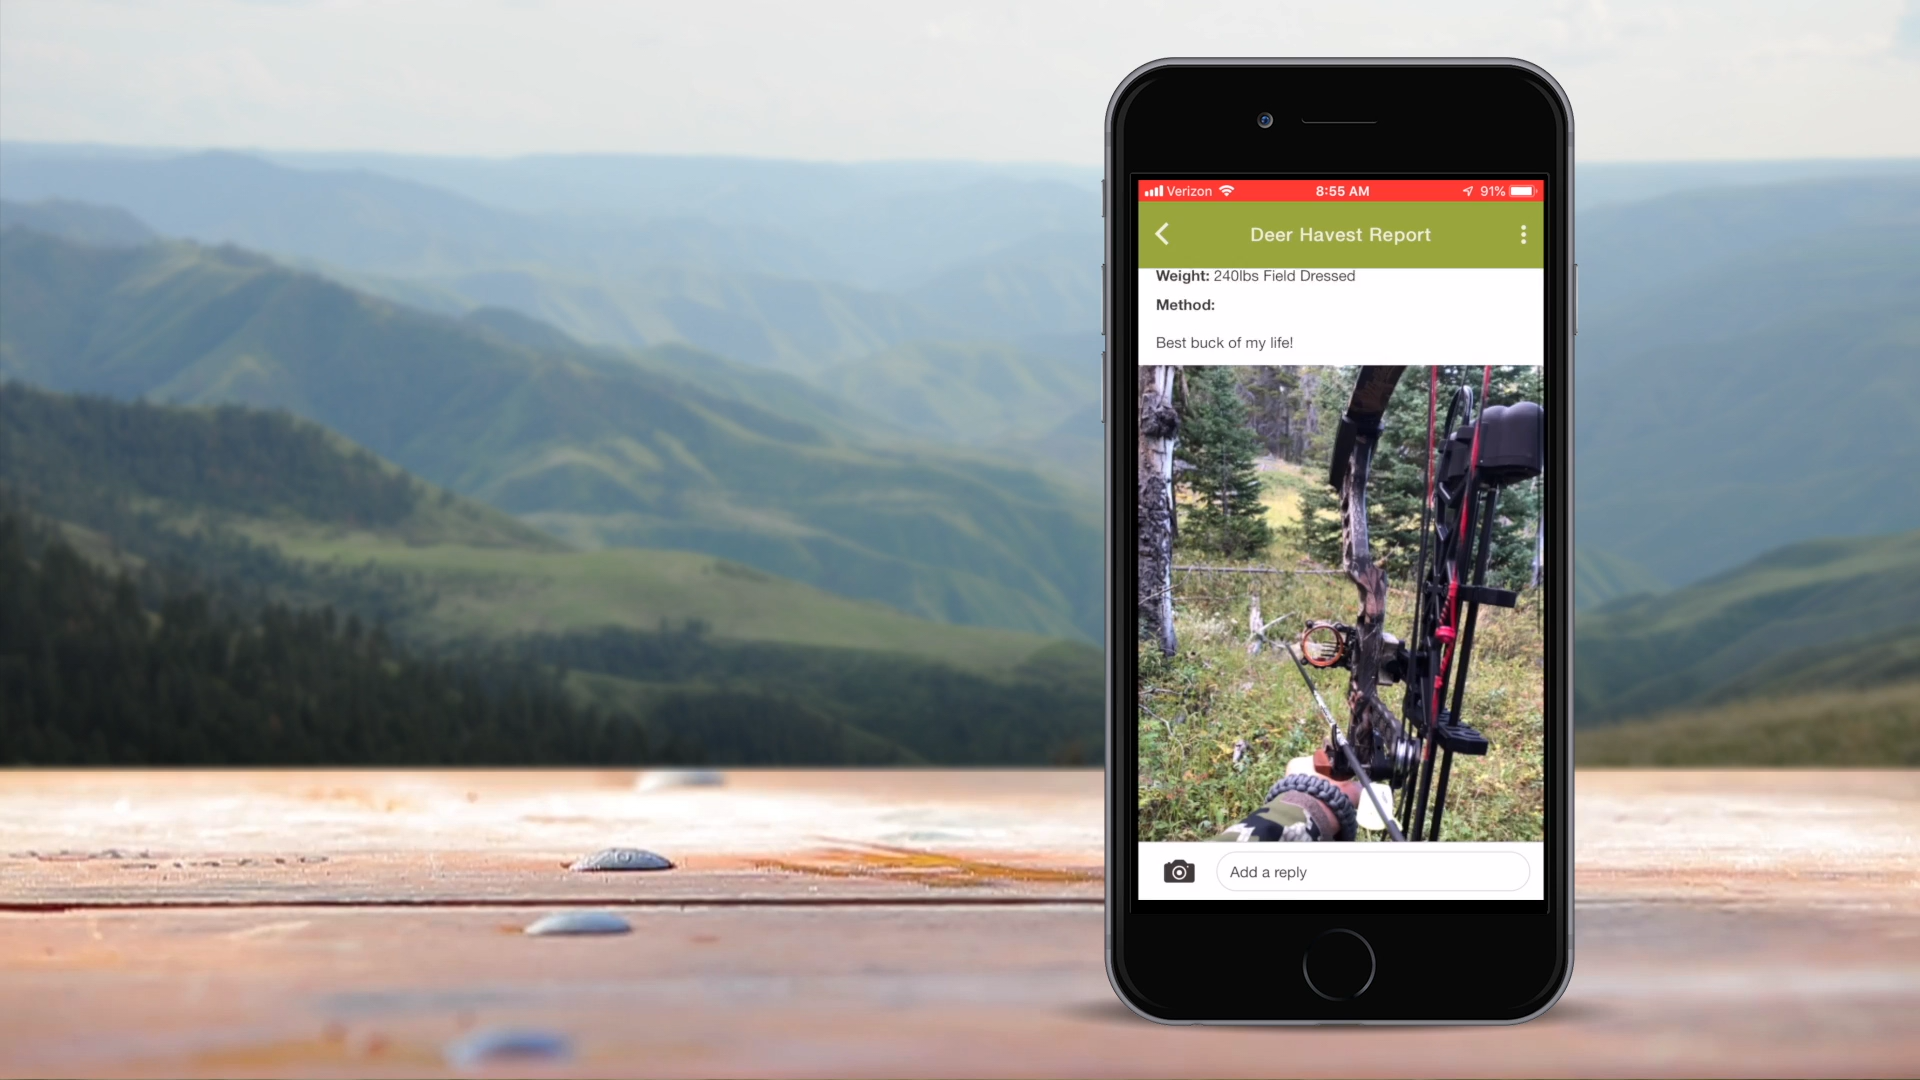 Verizon 8:55 AM 91%
Deer Havest Report
Weight: 240lbs Field Dressed
Method:
Best buck of my life!
Add a reply